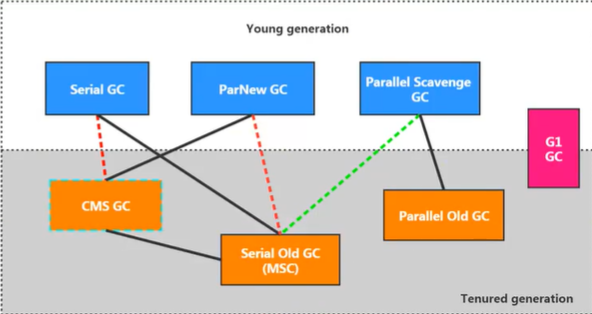 Young generation
Serial GC
ParNew GC
Parallel Scavenge
GC
G1
GC
CMS GC
Parallel Old GC
Serial Old GC
(MSC)
Tenured generation